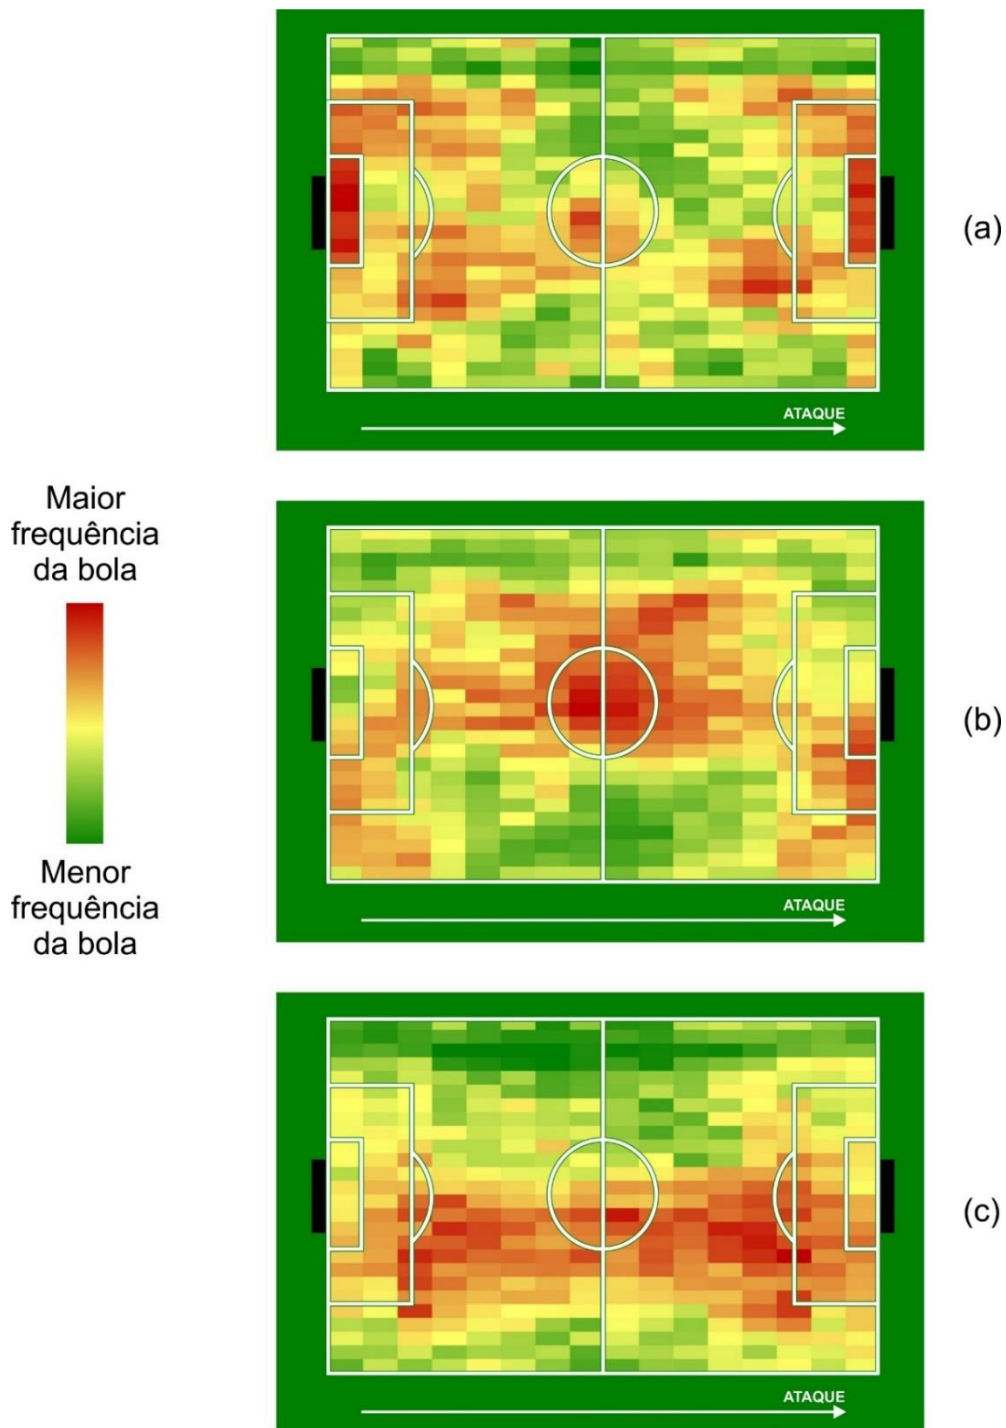 (a)
ATAQUE
Maior
frequência
da bola
Menor
frequência
da bola
(b)
ATAQUE
(c)
ATAQUE